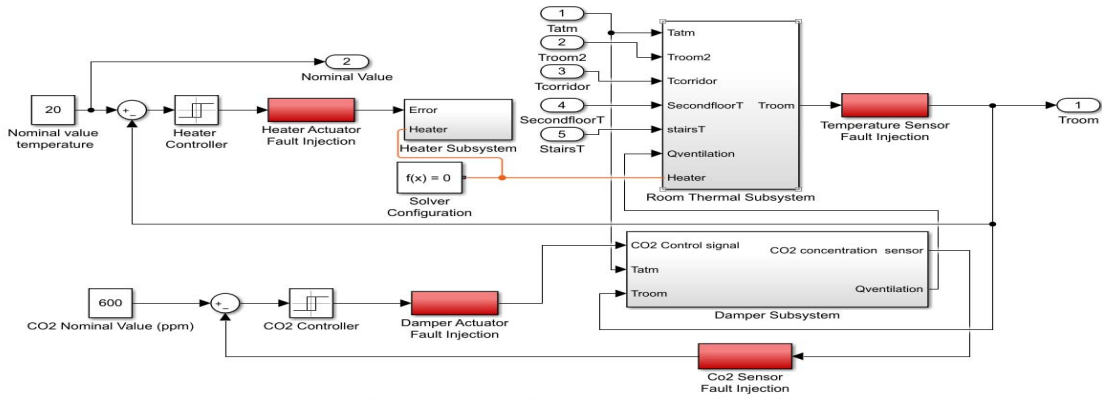 1
Tatm
2
Troom2
3
Tcorridor
4
SecondfloorT
5
StairsT
2
Nominal Value
20
Nominal value
temperature
+
−
Heater
Controller
Heater Actuator
Fault Injection
Error
Heater
Heater Subsystem
f(x) = 0
Solver
Configuration
Tatm
Troom2
Tcorridor
SecondfloorT
stairsT
Qventilation
Heater
Troom
Room Thermal Subsystem
Temperature Sensor
Fault Injection
1
Troom
600
CO2 Nominal Value (ppm)
+
−
CO2 Controller
Damper Actuator
Fault Injection
CO2 Control signal
Tatm
Troom
CO2 concentration sensor
Qventilation
Damper Subsystem
Co2 Sensor
Fault Injection